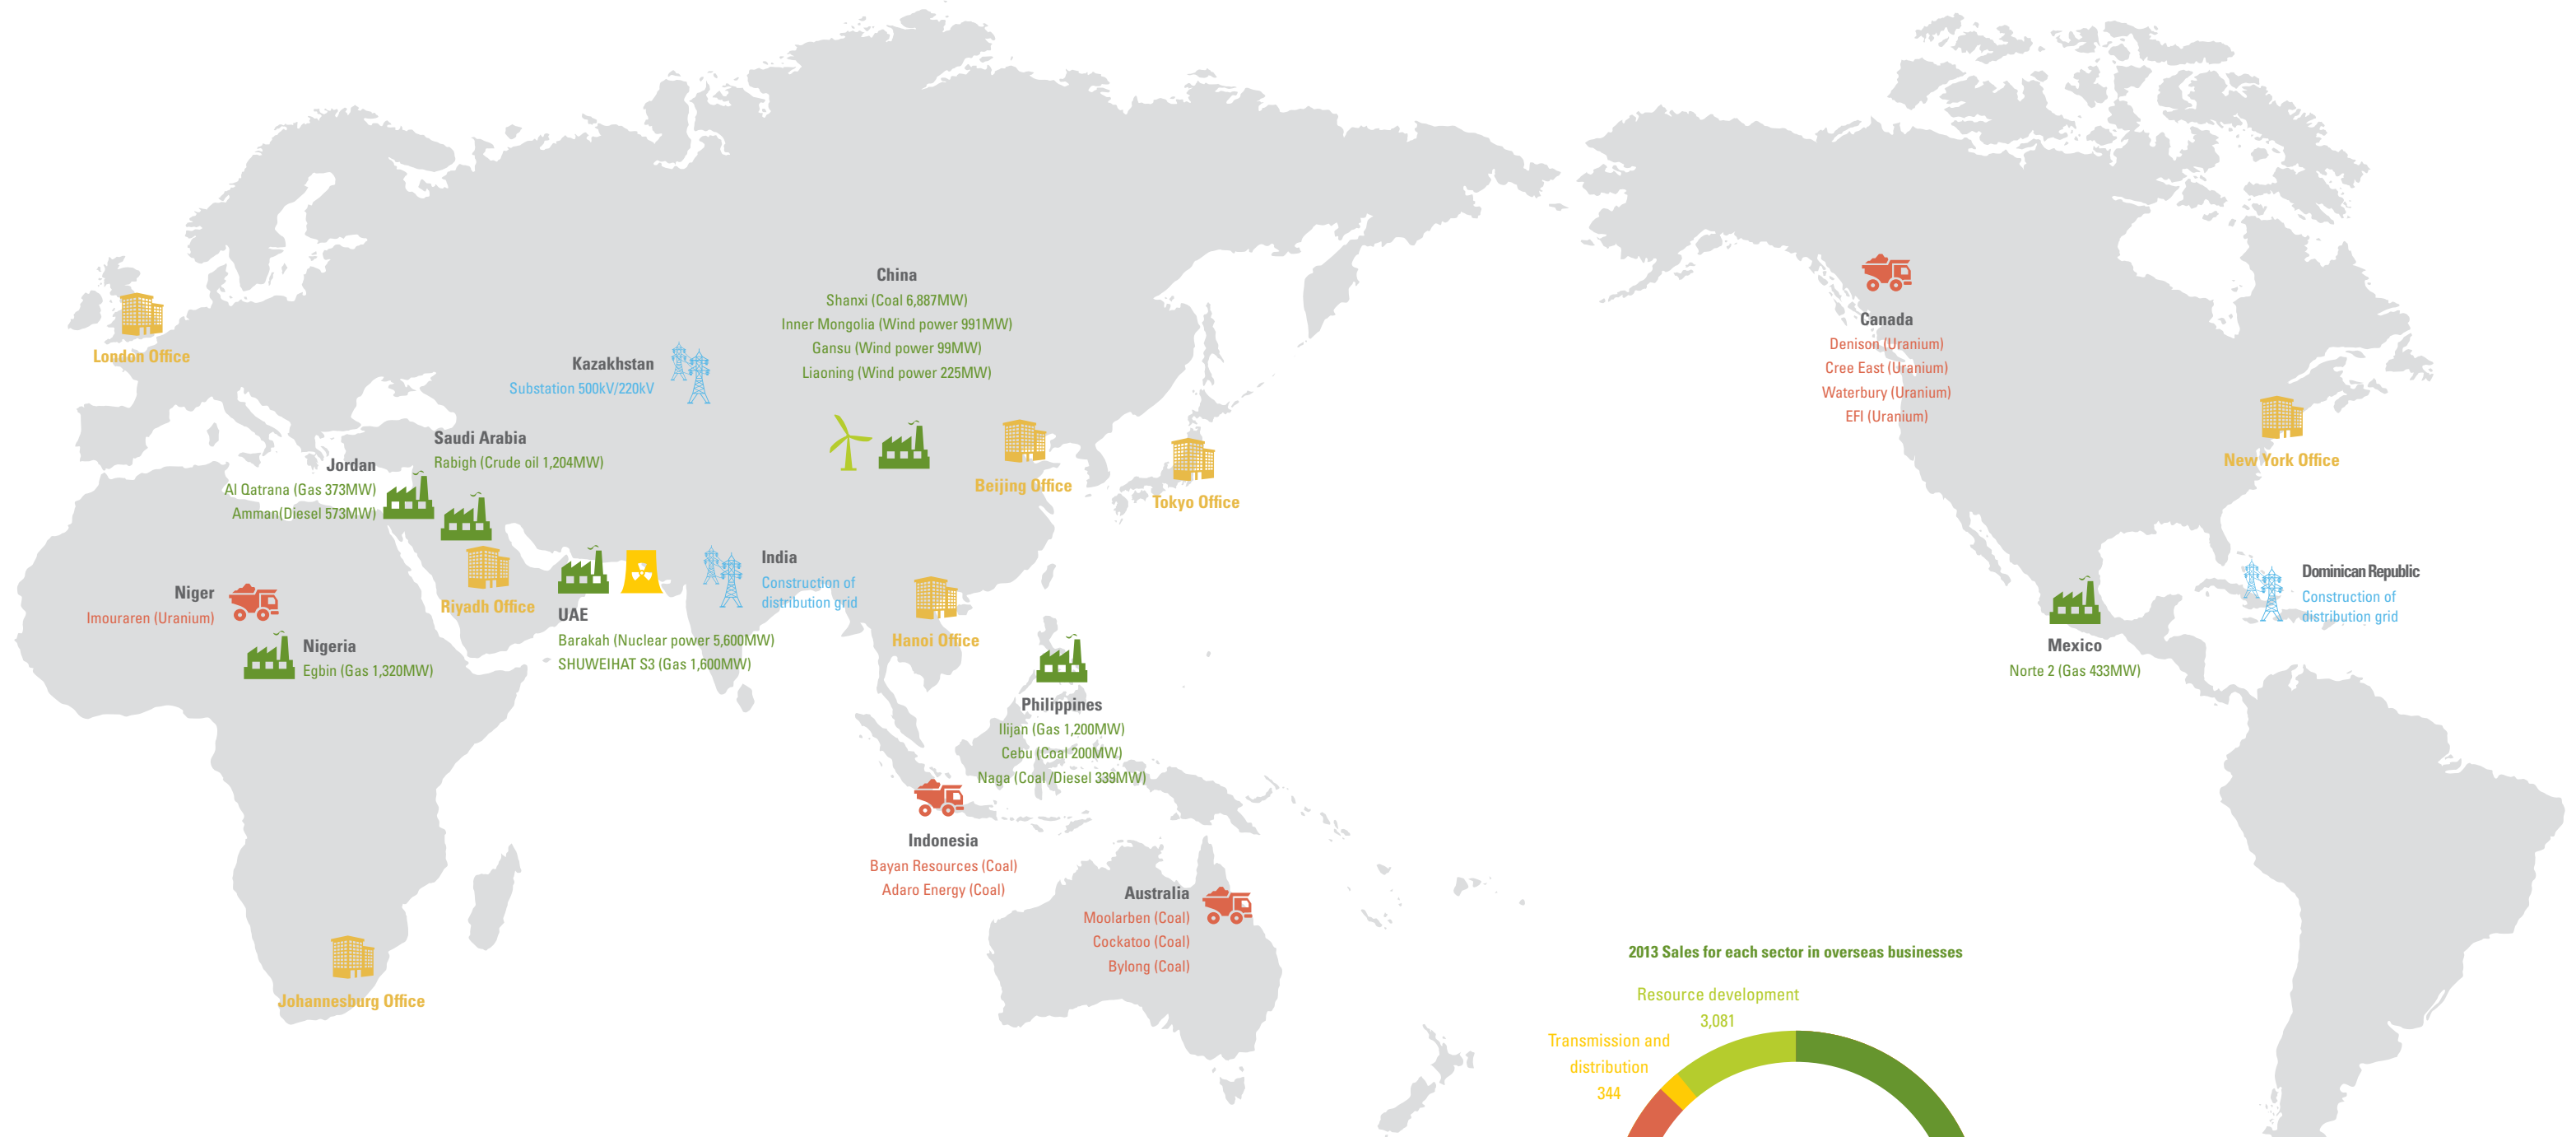 London Office
Kazakhstan
Substation 500kV/220kV
China
Shanxi (Coal 6,887MW)
Inner Mongolia (Wind power 991MW)
Gansu (Wind power 99MW)
Liaoning (Wind power 225MW)
Saudi Arabia
Rabigh (Crude oil 1,204MW)
Jordan
Al Qatrana (Gas 373MW)
Amman(Diesel 573MW)
Beijing Office
Tokyo Office
Canada
Denison (Uranium)
Cree East (Uranium)
Waterbury (Uranium)
EFI (Uranium)
New York Office
Niger
Imouraren (Uranium)
Nigeria
Egbin (Gas 1,320MW)
Riyadh Office
UAE
Barakah (Nuclear power 5,600MW)
SHUWEIHAT S3 (Gas 1,600MW)
India
Construction of
distribution grid
Hanoi Office
Philippines
Ilijan (Gas 1,200MW)
Cebu (Coal 200MW)
Naga (Coal /Diesel 339MW)
Mexico
Norte 2 (Gas 433MW)
Dominican Republic
Construction of
distribution grid
Indonesia
Bayan Resources (Coal)
Adaro Energy (Coal)
Australia
Moolarben (Coal)
Cockatoo (Coal)
Bylong (Coal)
Johannesburg Office
2013 Sales for each sector in overseas businesses
Resource development
3,081
Transmission and
distribution
344